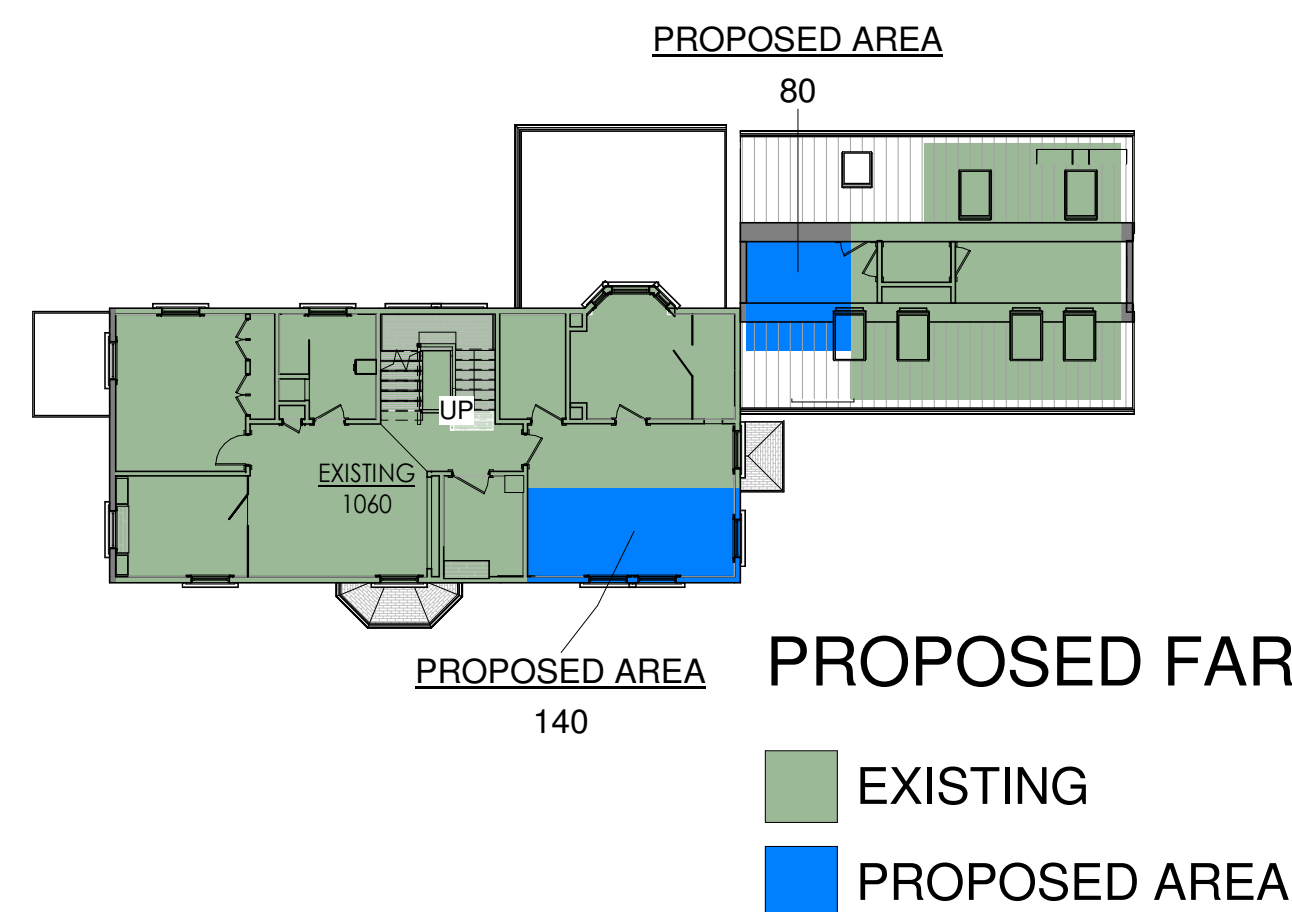 PROPOSED AREA
80
UP
EXISTING
1060
PROPOSED AREA
140
PROPOSED FAR
EXISTING
PROPOSED AREA